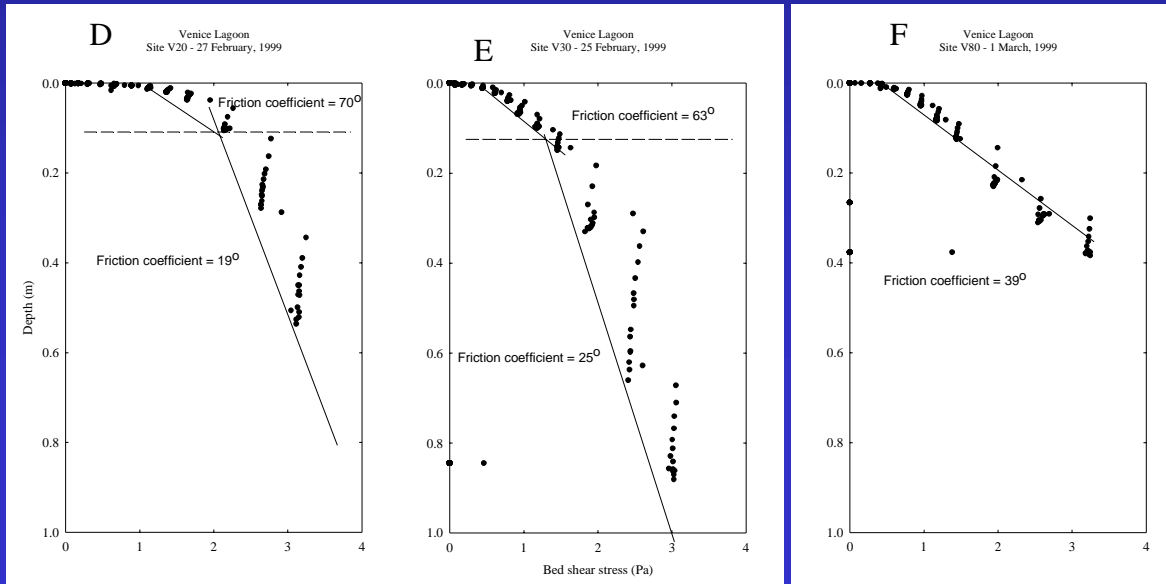 D
Venice Lagoon
Site V20 - 27 February, 1999
Friction coefficient = 70o
Friction coefficient = 19o
Depth (m)
0.0
0.2
0.4
0.6
0.8
1.0
0 1 2 3 4
E
Venice Lagoon
Site V30 - 25 February, 1999
Friction coefficient = 63o
Friction coefficient = 25o
0.0
0.2
0.4
0.6
0.8
1.0
0 1 2 3 4
Bed shear stress (Pa)
F
Venice Lagoon
Site V80 - 1 March, 1999
Friction coefficient = 39o
0.0
0.2
0.4
0.6
0.8
1.0
0 1 2 3 4